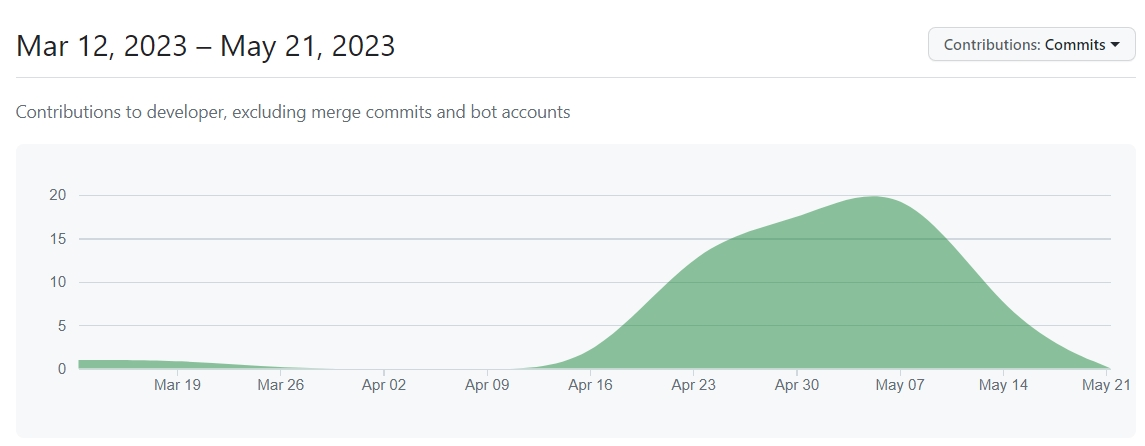 Mar 12, 2023 – May 21, 2023
Contributions: Commits
Contributions to developer, excluding merge commits and bot accounts
20
15
10
5
0
Mar 19 Mar 26 Apr 02 Apr 09 Apr 16 Apr 23 Apr 30 May 07 May 14 May 21